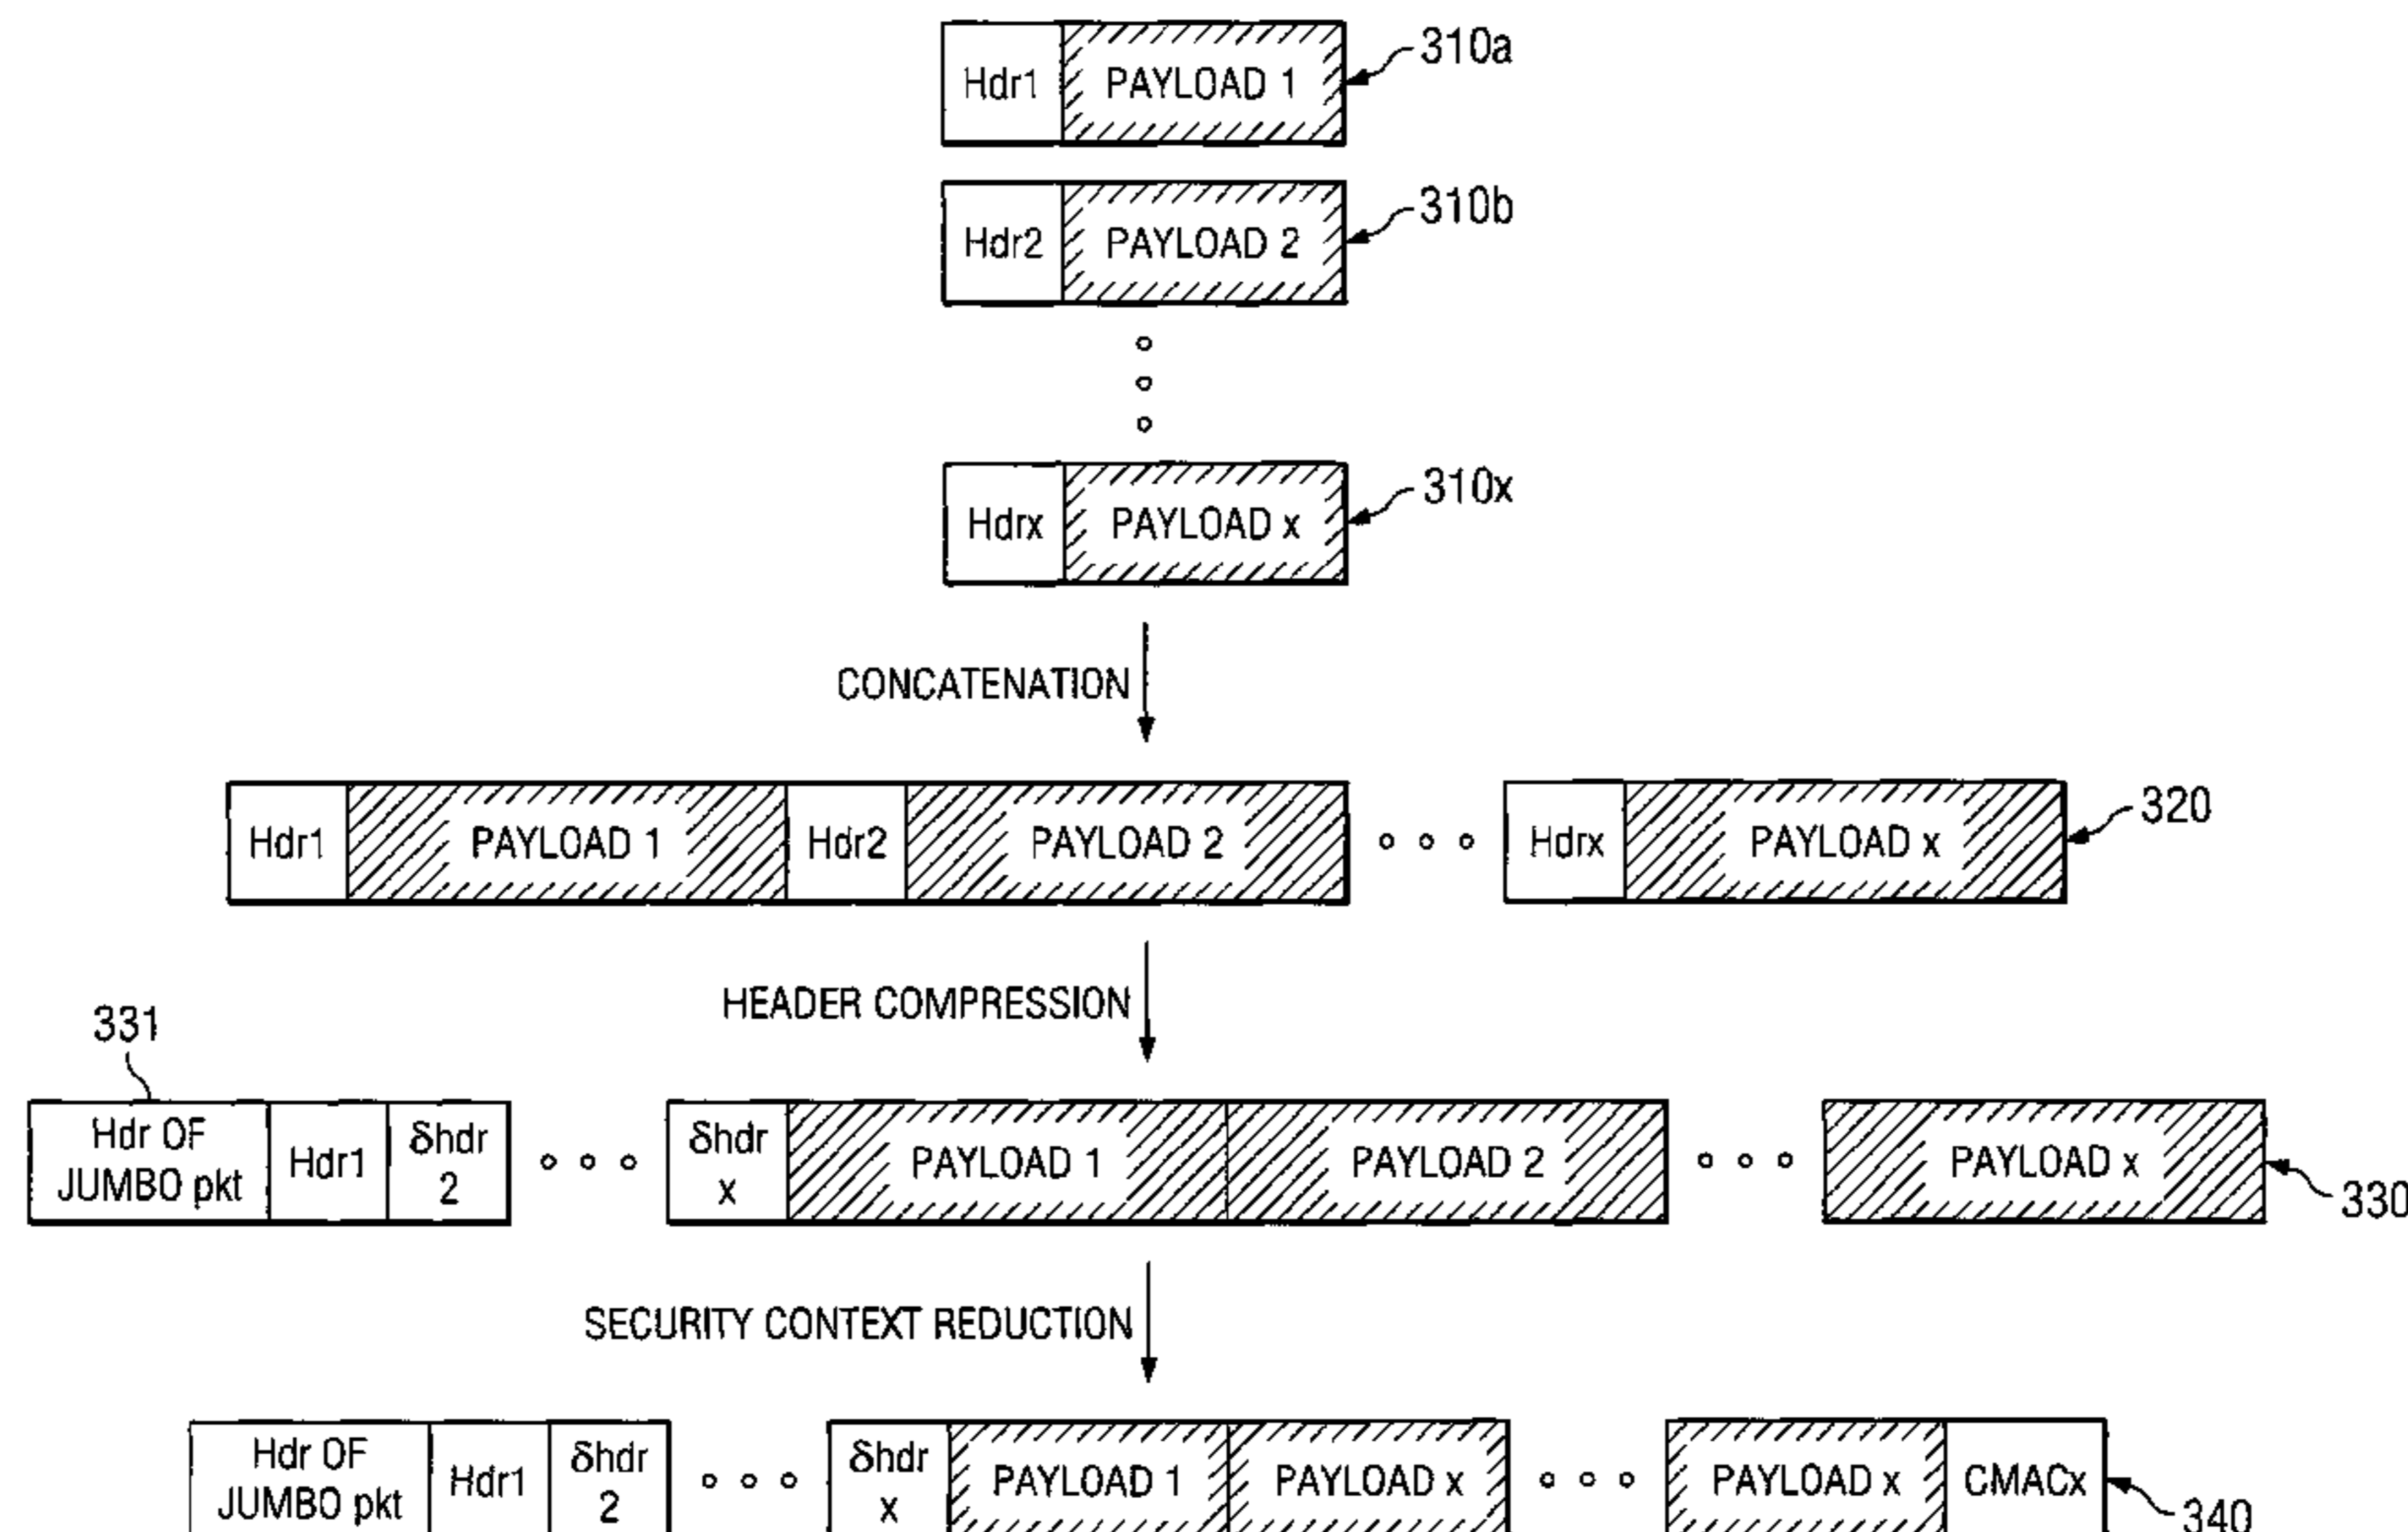 Hdr1 PAYLOAD 1 310a
Hdr2 PAYLOAD 2 310b
Hdrx PAYLOAD x 310x
CONCATENATION
Hdr1 PAYLOAD 1 Hdr2 PAYLOAD 2 Hdrx PAYLOAD x 320
HEADER COMPRESSION
331
Hdr OF
JUMBO pkt Hdr1 δhdr
2 δhdr
x PAYLOAD 1 PAYLOAD 2 PAYLOAD x 330
SECURITY CONTEXT REDUCTION
Hdr OF
JUMBO pkt Hdr1 δhdr
2 δhdr
x PAYLOAD 1 PAYLOAD x PAYLOAD x CMACx 340